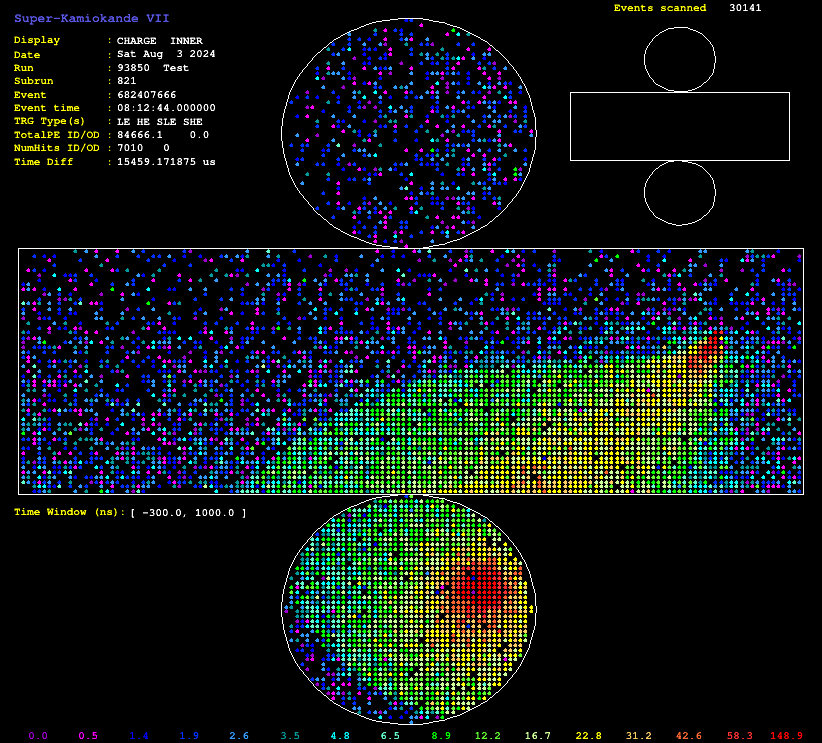 Super-Kamiokande VII
Events scanned 30141
Display : CHARGE INNER
Date : Sat Aug 3 2024
Run : 93850 Test
Subrun : 821
Event : 682407666
Event time : 08:12:44.000000
TRG Type(s) : LE HE SLE SHE
TotalPE ID/OD : 84666.1 0.0
NumHits ID/OD : 7010 0
Time Diff : 15459.171875 us
Time Window (ns): [ -300.0, 1000.0 ]
0.0 0.5 1.4 1.9 2.6 3.5 4.8 6.5 8.9 12.2 16.7 22.8 31.2 42.6 58.3 148.9